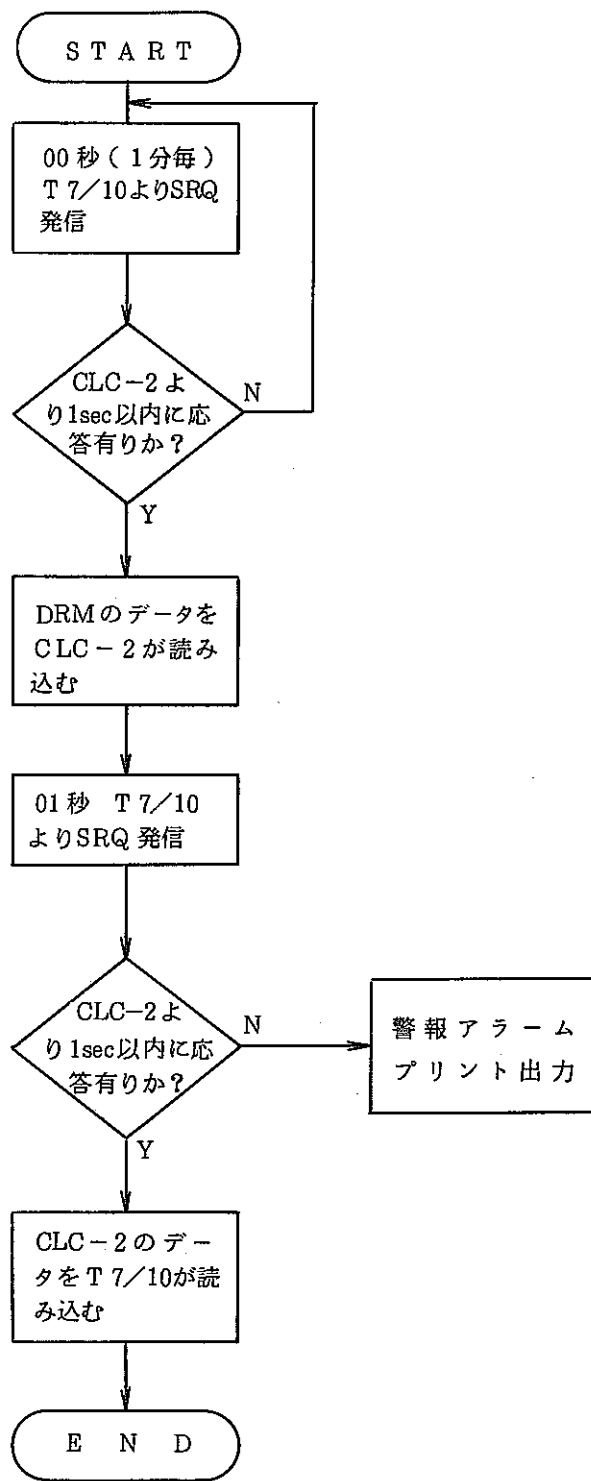 START
00秒(1分毎)
T 7/10よりSRQ
発信
CLC-2よ
り1sec以内に応
答有りか?
N
Y
DRMのデータを
CLC-2が読み
込む
01秒 T 7/10
よりSRQ 発信
CLC-2よ
り1sec以内に応
答有りか?
N
警報アラーム
プリント出力
Y
CLC-2のデー
タをT 7/10が読
み込む
END